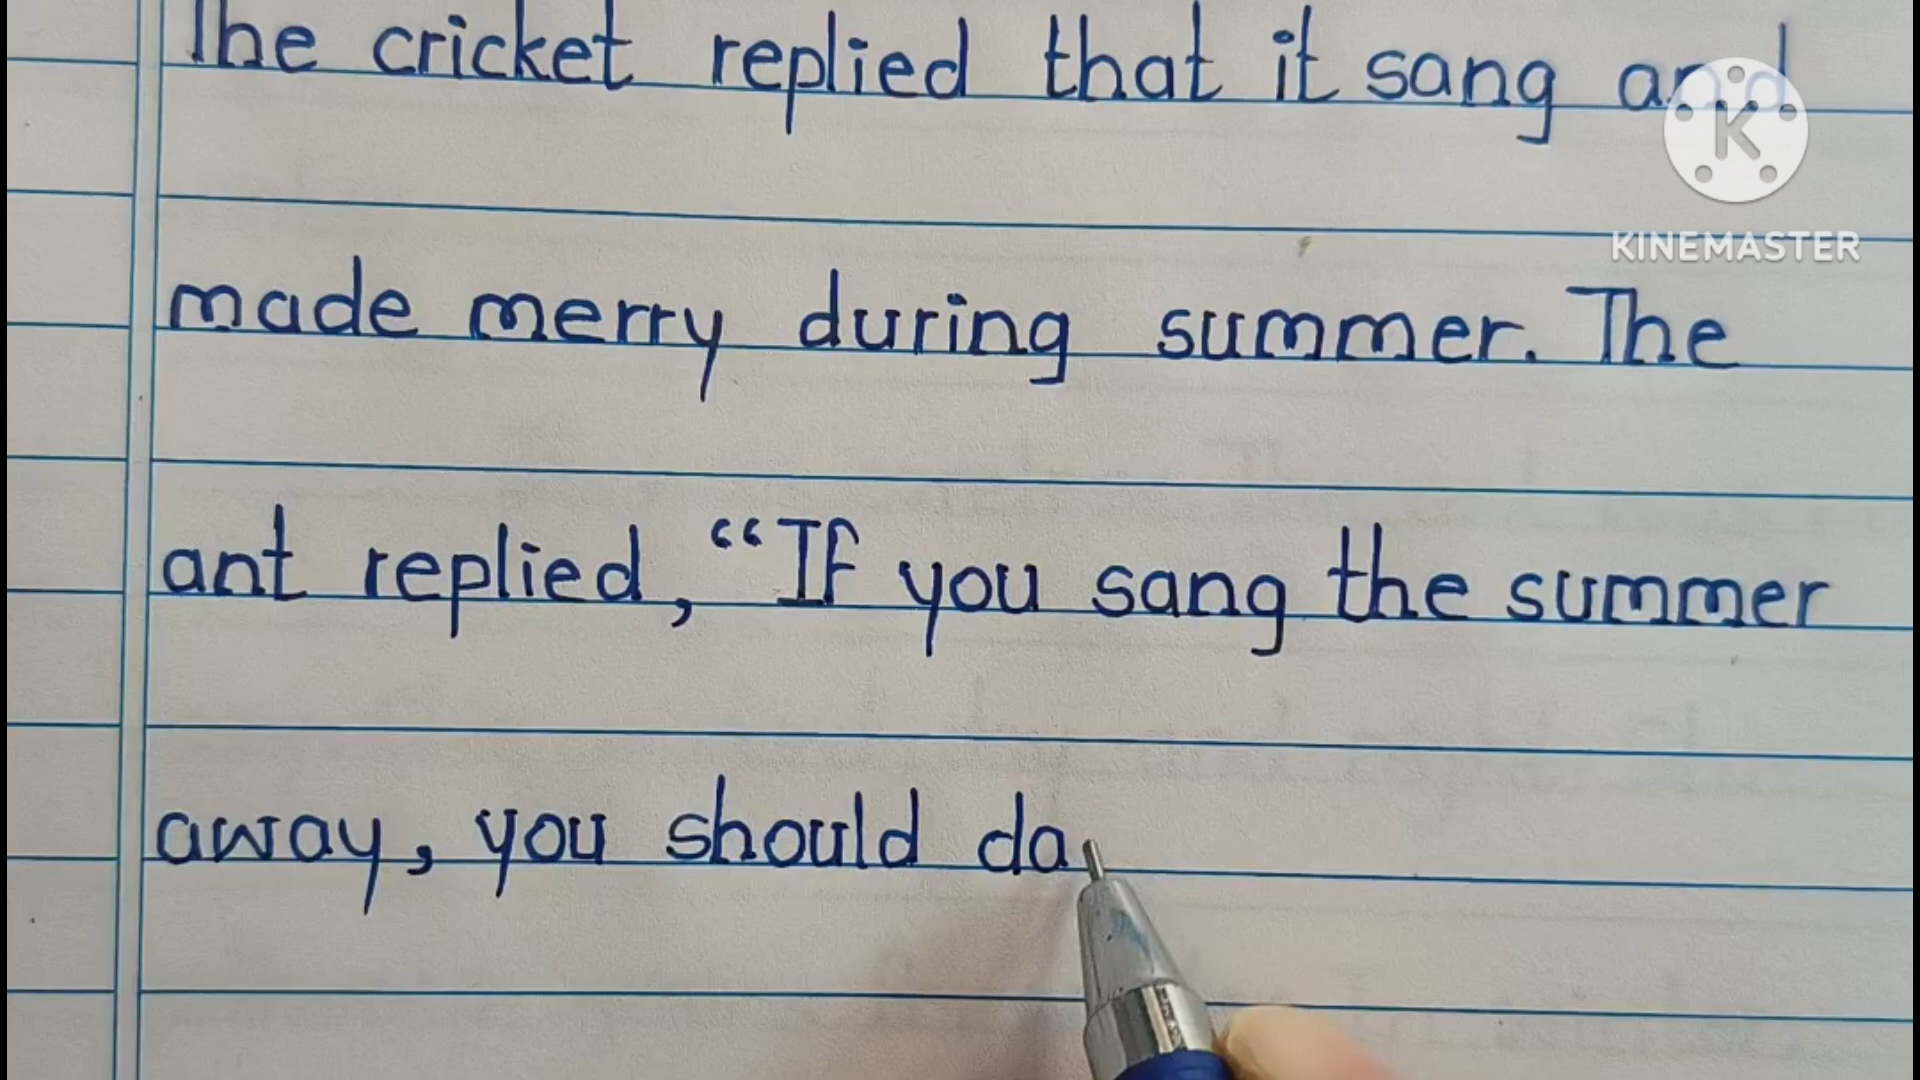 The cricket replied that it sang and
K
KINEMASTER
made merry during summer. The
ant replied, “If you sang the summer
away, you should da